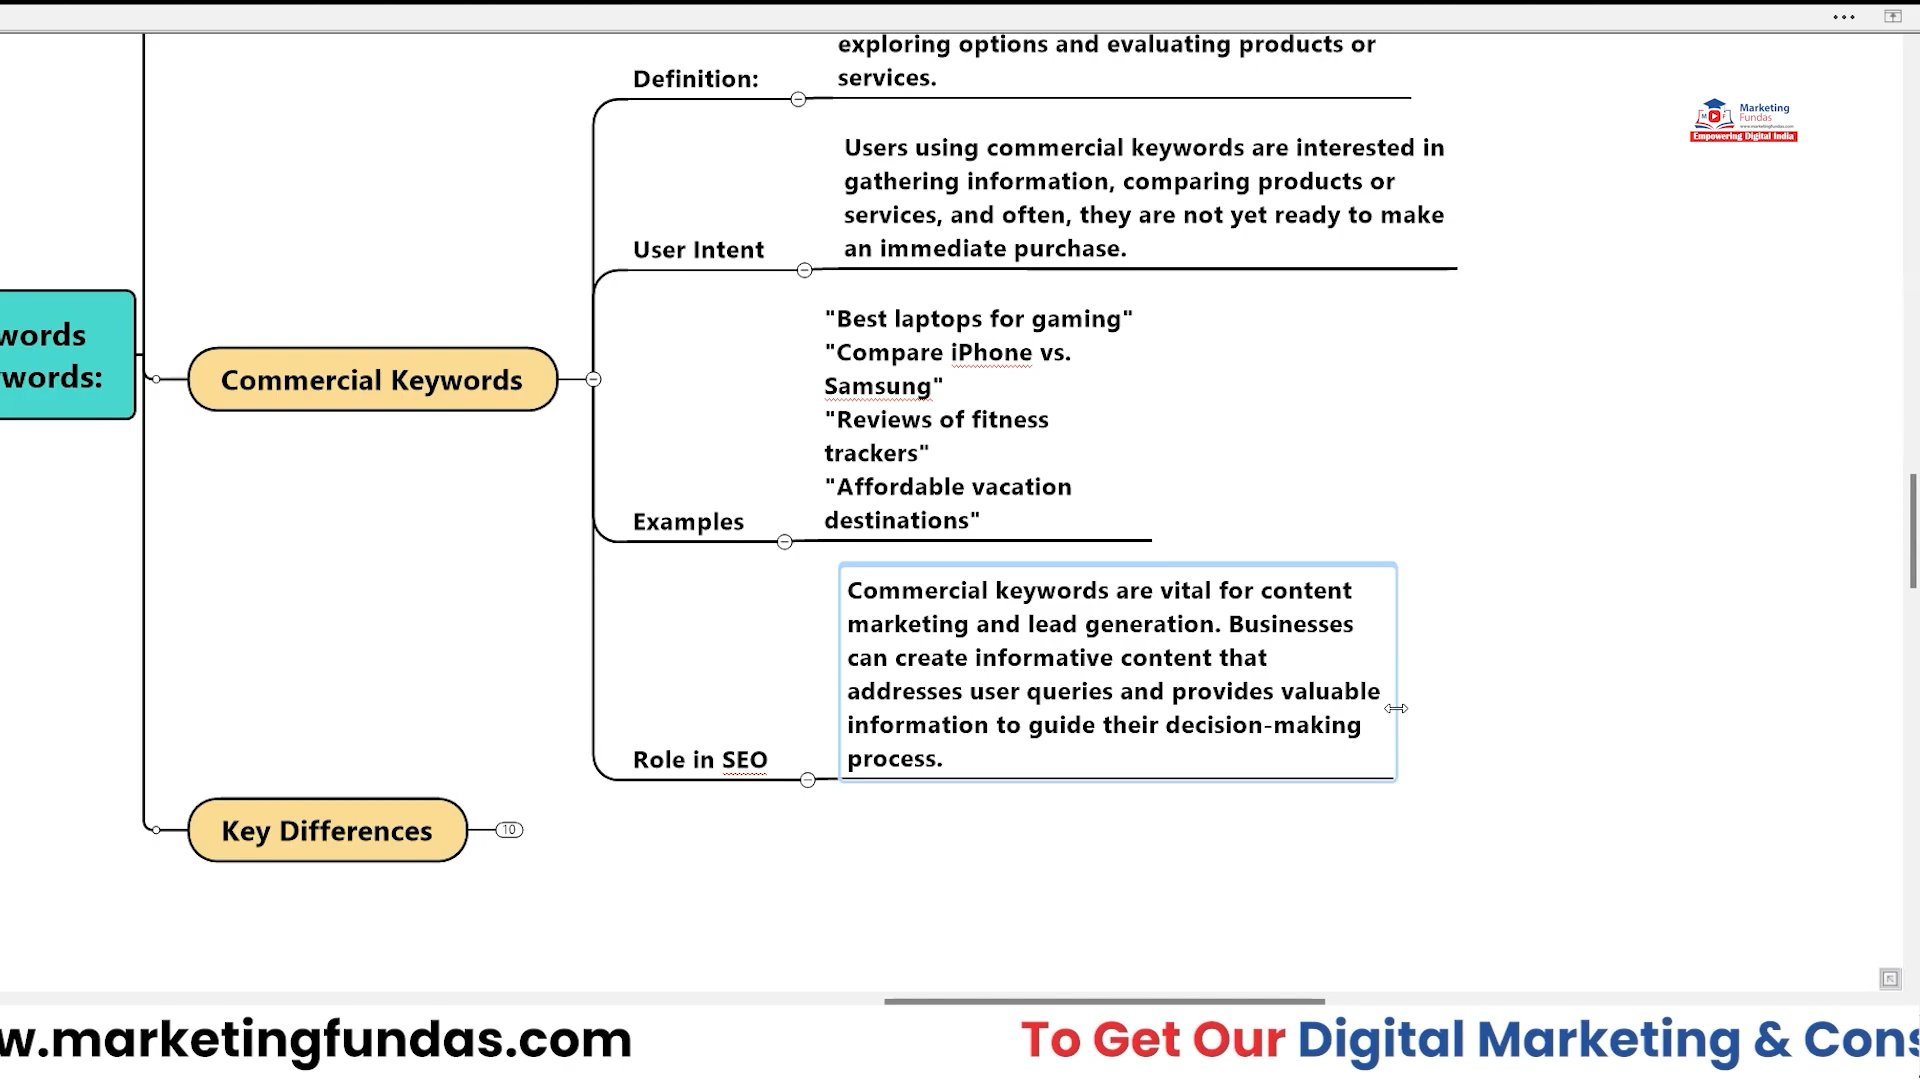 exploring options and evaluating products or
services.
Definition:
Marketing
Fundas
www.marketingfundas.com
Empowering Digital India
Users using commercial keywords are interested in
gathering information, comparing products or
services, and often, they are not yet ready to make
an immediate purchase.
User Intent
"Best laptops for gaming"
"Compare iPhone vs.
Samsung"
"Reviews of fitness
trackers"
"Affordable vacation
destinations"
Examples
words
words:
Commercial Keywords
Commercial keywords are vital for content
marketing and lead generation. Businesses
can create informative content that
addresses user queries and provides valuable
information to guide their decision-making
process.
Role in SEO
Key Differences
10
w.marketingfundas.com
To Get Our Digital Marketing & Cons